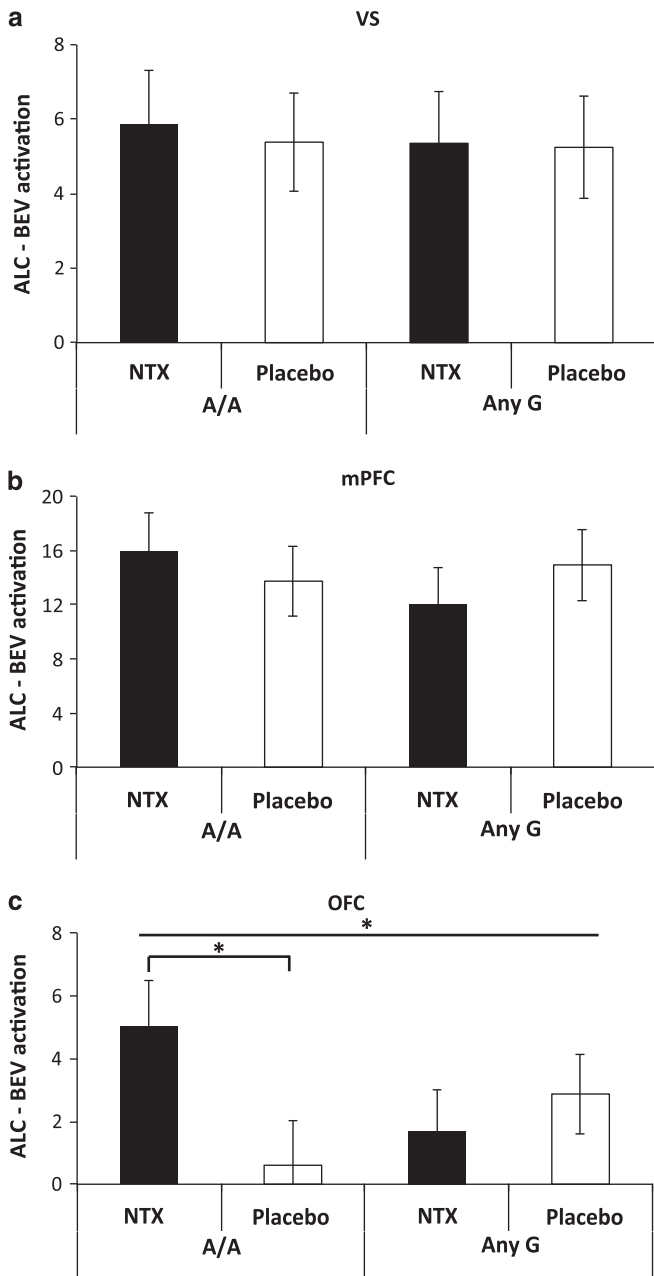 a
VS
ALC - BEV activation
8
6
4
2
0
NTX Placebo NTX Placebo
A/A Any G
b
mPFC
ALC - BEV activation
20
16
12
8
4
0
NTX Placebo NTX Placebo
A/A Any G
c
OFC
*
*
ALC - BEV activation
8
6
4
2
0
NTX Placebo NTX Placebo
A/A Any G